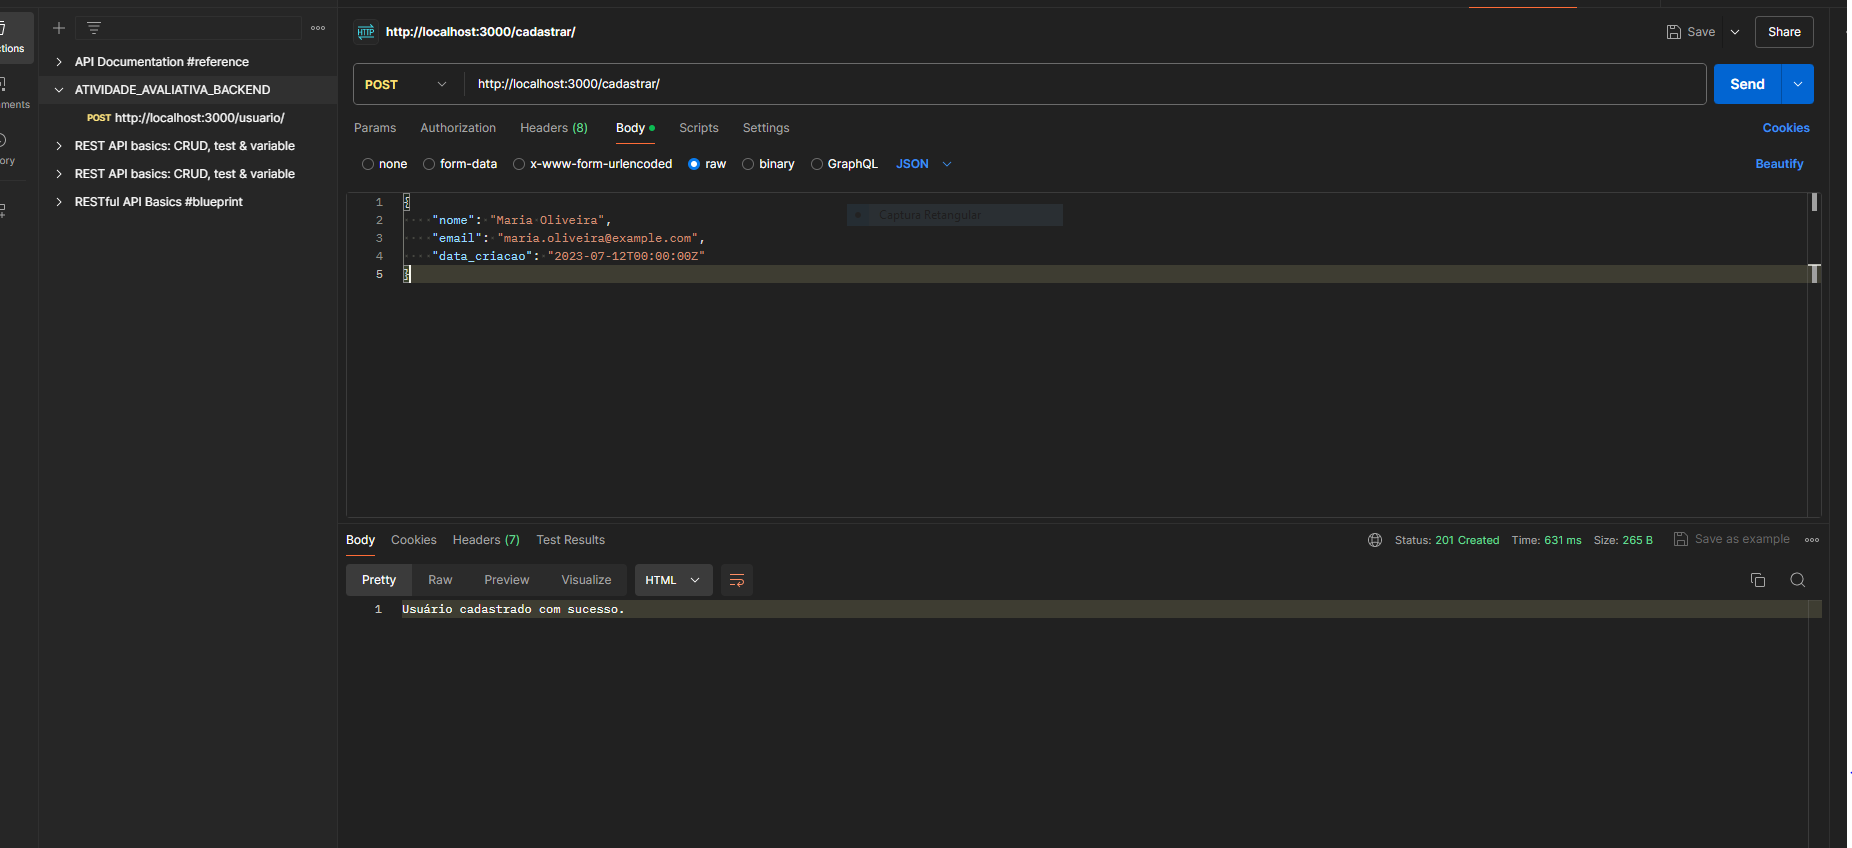 ctions
ments
ory
API Documentation #reference
ATIVIDADE_AVALIATIVA_BACKEND
POST http://localhost:3000/usuario/
REST API basics: CRUD, test & variable
REST API basics: CRUD, test & variable
RESTful API Basics #blueprint
HTTP http://localhost:3000/cadastrar/
Save
Share
POST http://localhost:3000/cadastrar/
Send
Params Authorization Headers (8) Body Scripts Settings
Cookies
none form-data x-www-form-urlencoded raw binary GraphQL JSON
Beautify
1 {
2 "nome": "Maria Oliveira",
Captura Retangular
3 "email": "maria.oliveira@example.com",
4 "data_criacao": "2023-07-12T00:00:00Z"
5 }
Body Cookies Headers (7) Test Results
Status: 201 Created Time: 631 ms Size: 265 B Save as example
Pretty Raw Preview Visualize HTML
1 Usuário cadastrado com sucesso.